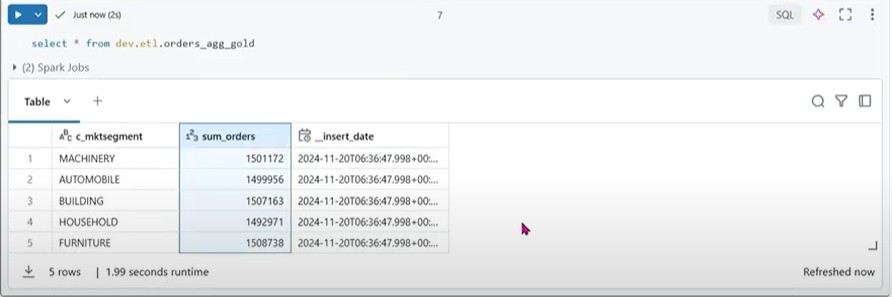 Just now (2s)
7
SQL
select * from dev.etl.orders_agg_gold
(2) Spark Jobs
Table
+
c_mktsegment sum_orders __insert_date
1 MACHINERY 1501172 2024-11-20T06:36:47.998+00:...
2 AUTOMOBILE 1499956 2024-11-20T06:36:47.998+00:...
3 BUILDING 1507163 2024-11-20T06:36:47.998+00:...
4 HOUSEHOLD 1492971 2024-11-20T06:36:47.998+00:...
5 FURNITURE 1508738 2024-11-20T06:36:47.998+00:...
5 rows | 1.99 seconds runtime
Refreshed now